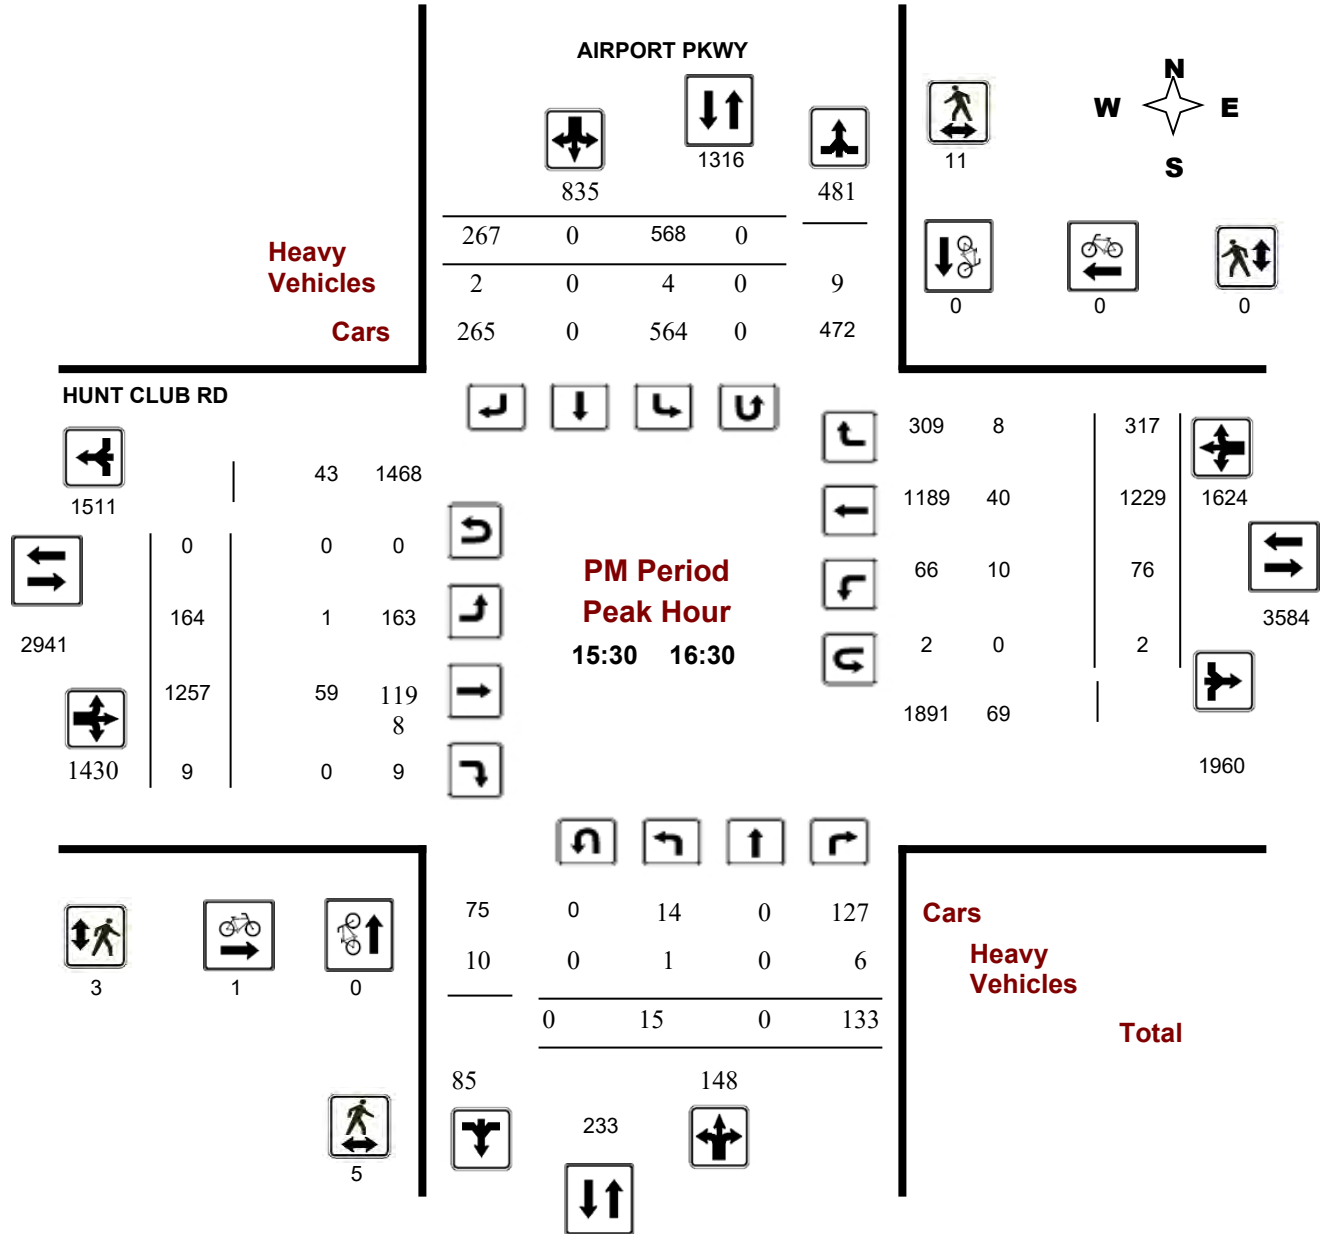 AIRPORT PKWY
N
W E
S
1316
11
835 481
267 0 568 0
Heavy
Vehicles 2 0 4 0 9
0 0 0
Cars 265 0 564 0 472
HUNT CLUB RD
309 8 317
43 1468
1511
1189 40 1229 1624
0 0 0
PM Period
66 10 76
Peak Hour
164 1 163
3584
2941
15:30 16:30
2 0 2
1257 59 119
8
1891 69
1430 9 0 9
1960
75 0 14 0 127 Cars
10 0 1 0 6 Heavy
Vehicles
3 1 0
0 15 0 133
Total
85 148
233
5